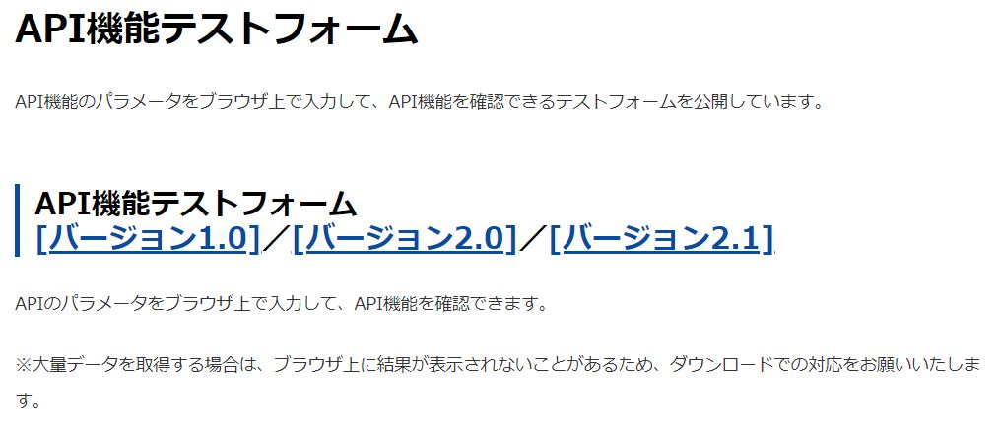 API機能テストフォーム
API機能のパラメータをブラウザ上で入力して、API機能を確認できるテストフォームを公開しています。
API機能テストフォーム
[バージョン1.0]／[バージョン2.0]／[バージョン2.1]
APIのパラメータをブラウザ上で入力して、API機能を確認できます。
※大量データを取得する場合は、ブラウザ上に結果が表示されないことがあるため、ダウンロードでの対応をお願いいたしま
す。